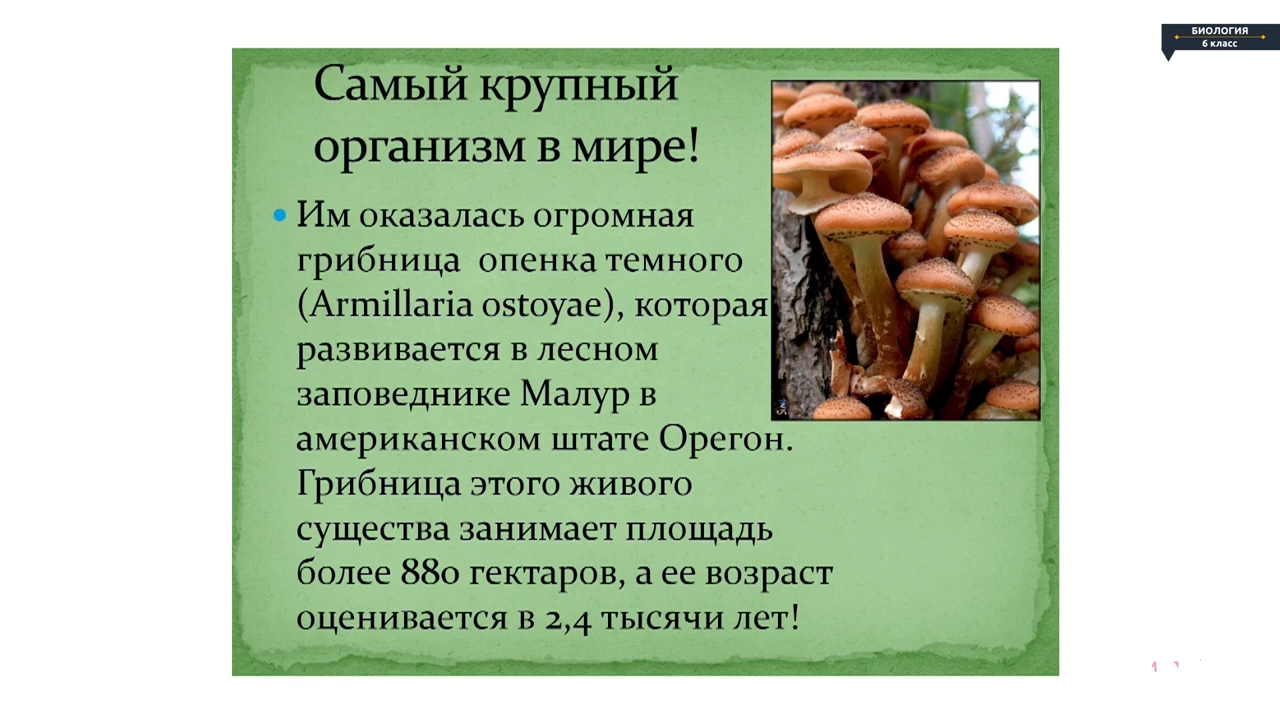 БИОЛОГИЯ
6 класс
Самый крупный
организм в мире!
Им оказалась огромная
грибница опенка темного
(Armillaria ostoyae), которая
развивается в лесном
заповеднике Малур в
американском штате Орегон.
Грибница этого живого
существа занимает площадь
более 880 гектаров, а ее возраст
оценивается в 2,4 тысячи лет!